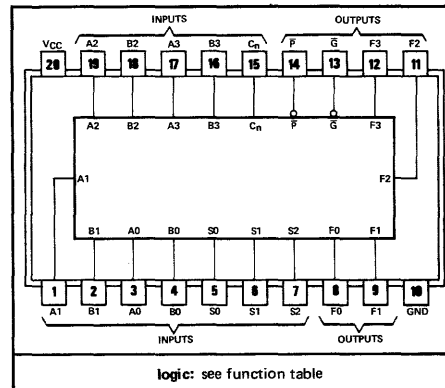 INPUTS OUTPUTS
VCC A2 B2 A3 B3 Cn P̅ G̅ F3 F2
20 19 18 17 16 15 14 13 12 11
A2 B2 A3 B3 Cn P̅ G̅ F3
A1 F2
B1 A0 B0 S0 S1 S2 F0 F1
1 2 3 4 5 6 7 8 9 10
A1 B1 A0 B0 S0 S1 S2 F0 F1 GND
INPUTS OUTPUTS
logic: see function table